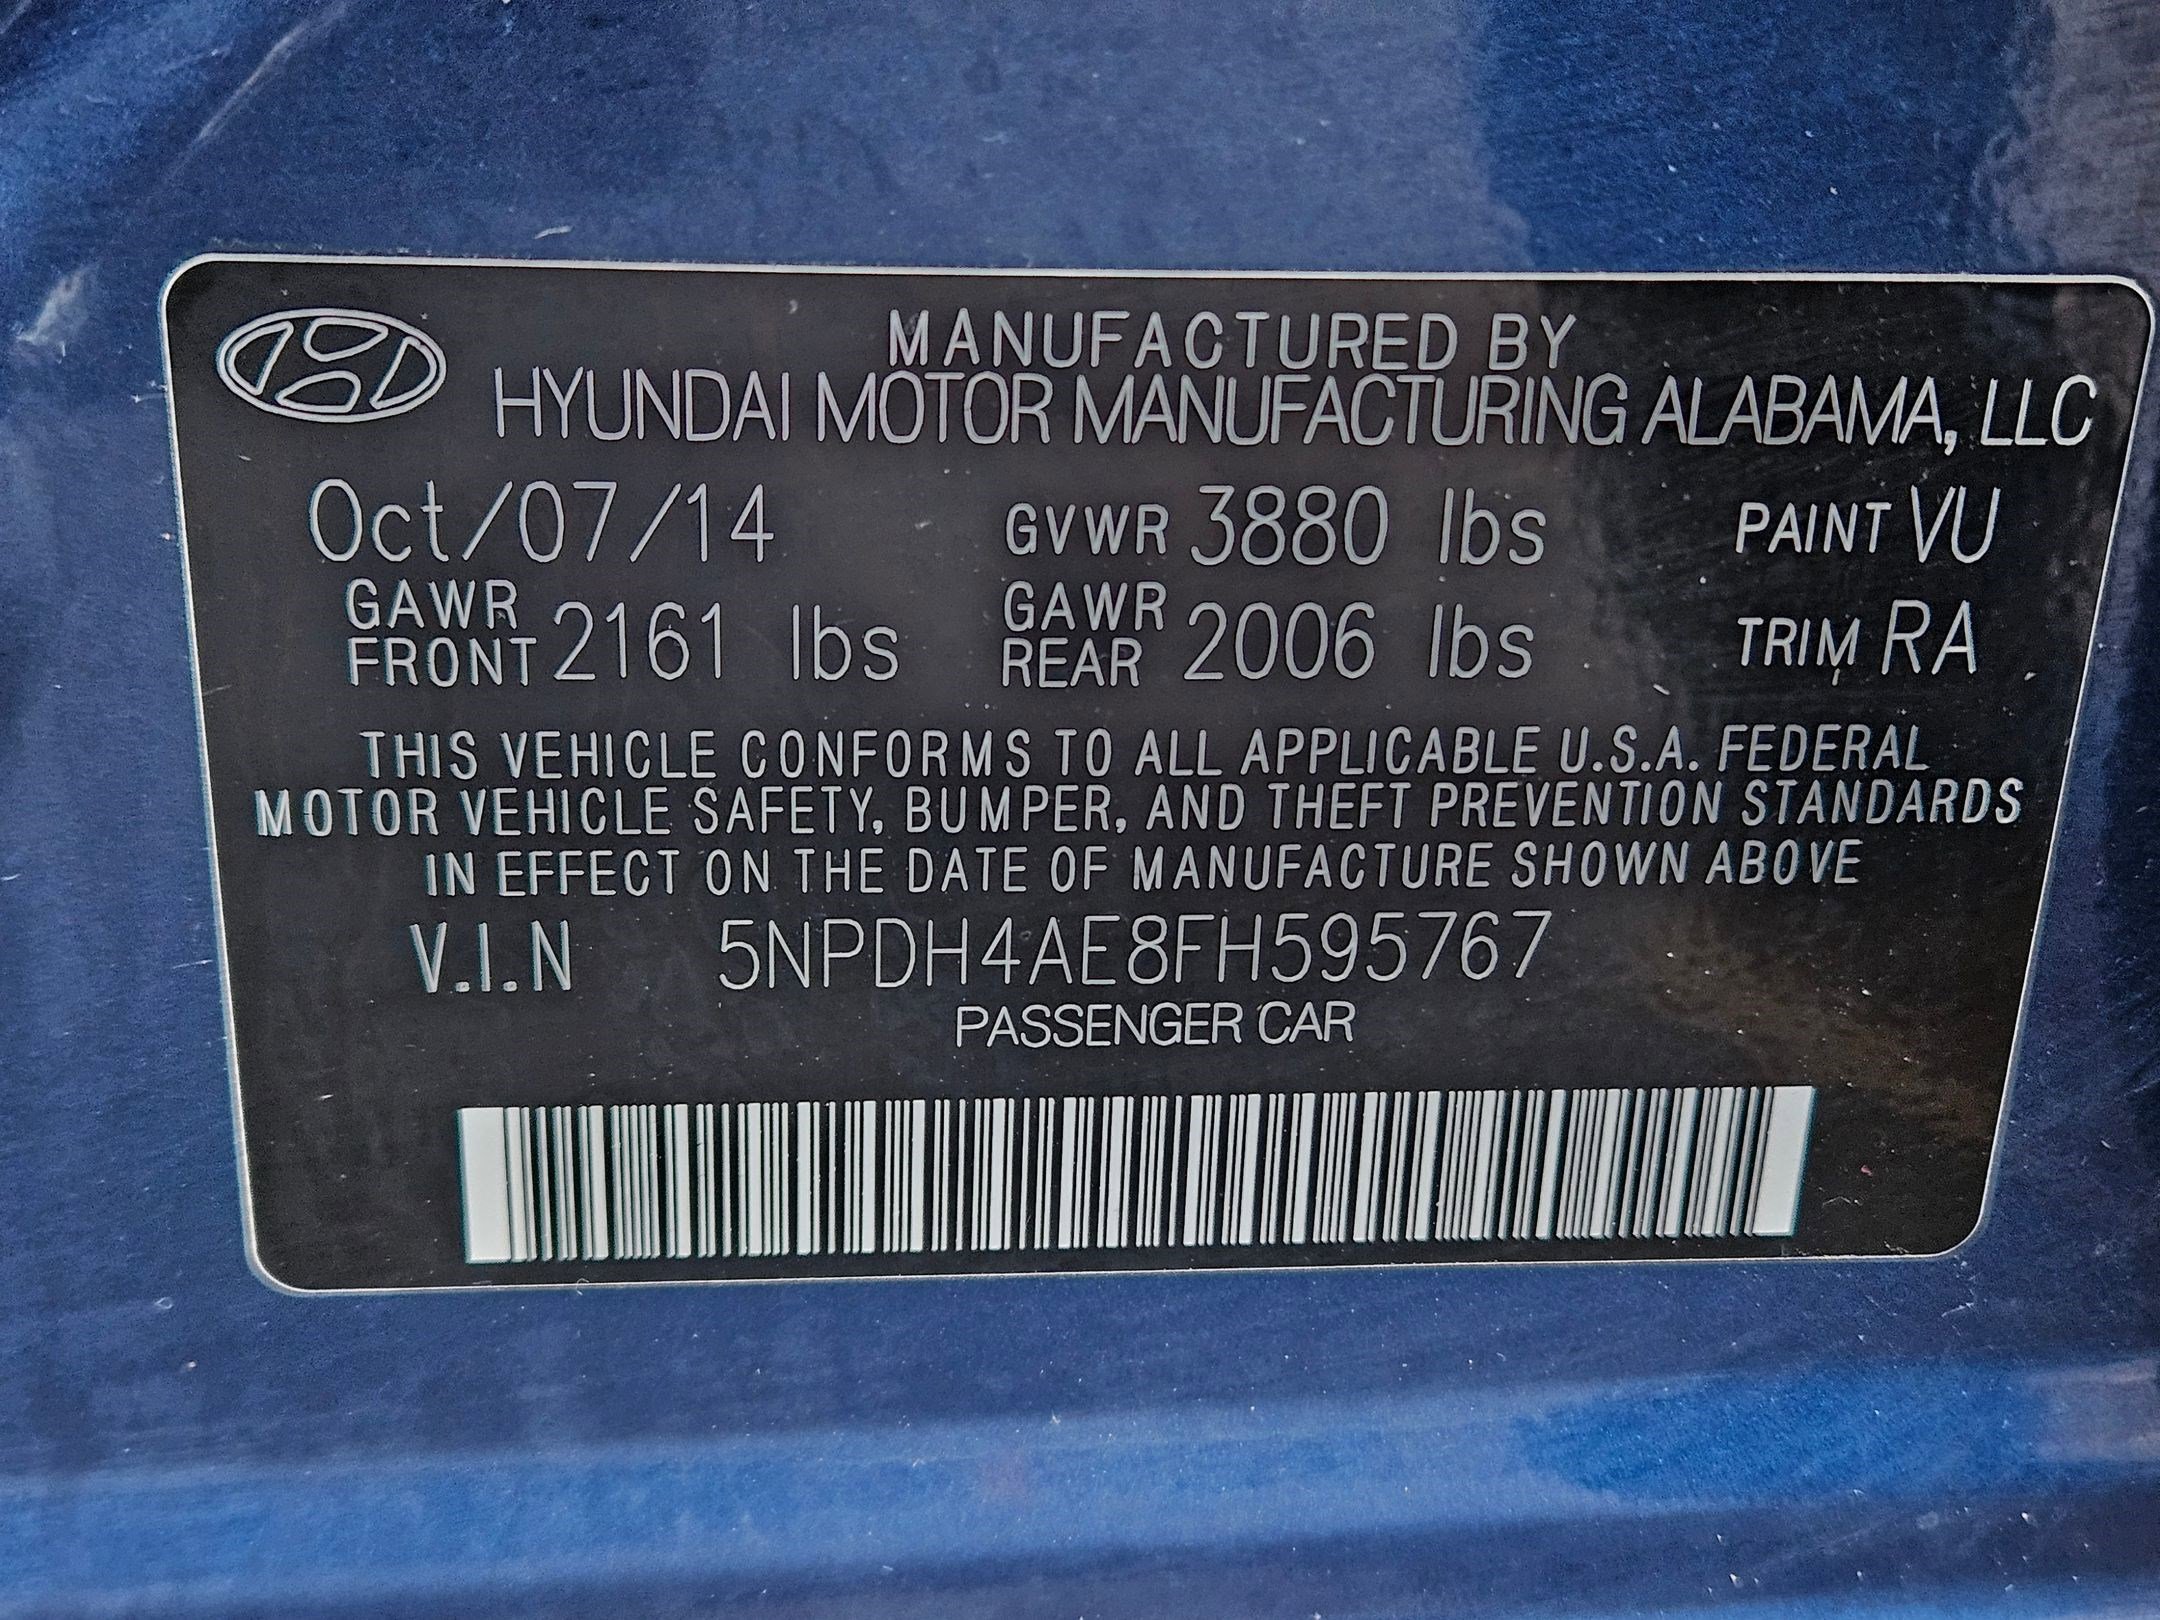 MANUFACTURED BY
HYUNDAI MOTOR MANUFACTURING ALABAMA, LLC
Oct/07/14 GVWR 3880 lbs PAINT VU
GAWR FRONT 2161 lbs GAWR REAR 2006 lbs TRIM RA
THIS VEHICLE CONFORMS TO ALL APPLICABLE U.S.A. FEDERAL
MOTOR VEHICLE SAFETY, BUMPER, AND THEFT PREVENTION STANDARDS
IN EFFECT ON THE DATE OF MANUFACTURE SHOWN ABOVE
V.I.N 5NPDH4AE8FH595767
PASSENGER CAR